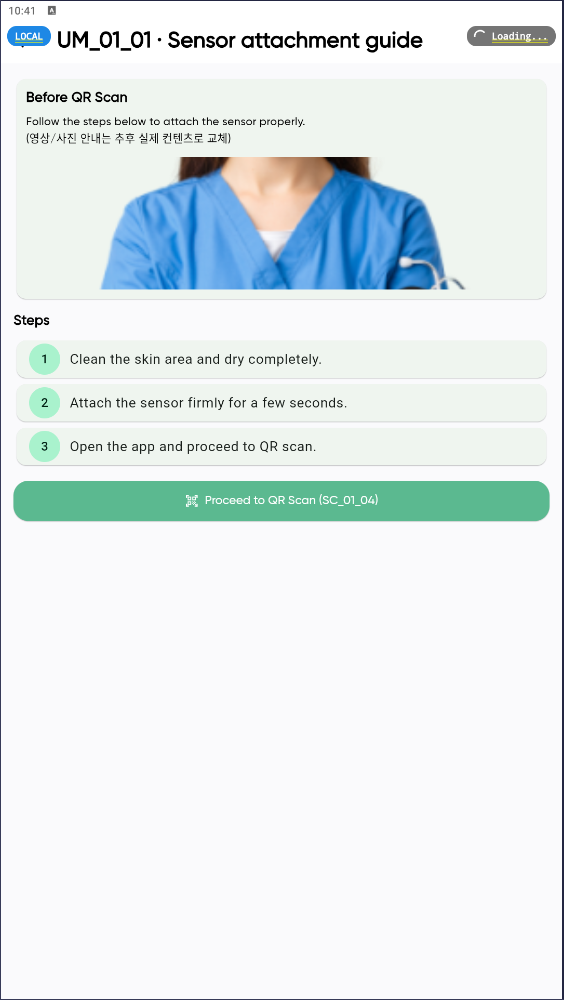 10:41 A
LOCAL
UM_01_01 · Sensor attachment guide
Loading...
Before QR Scan
Follow the steps below to attach the sensor properly.
(영상/사진 안내는 추후 실제 컨텐츠로 교체)
Steps
1 Clean the skin area and dry completely.
2 Attach the sensor firmly for a few seconds.
3 Open the app and proceed to QR scan.
Proceed to QR Scan (SC_01_04)